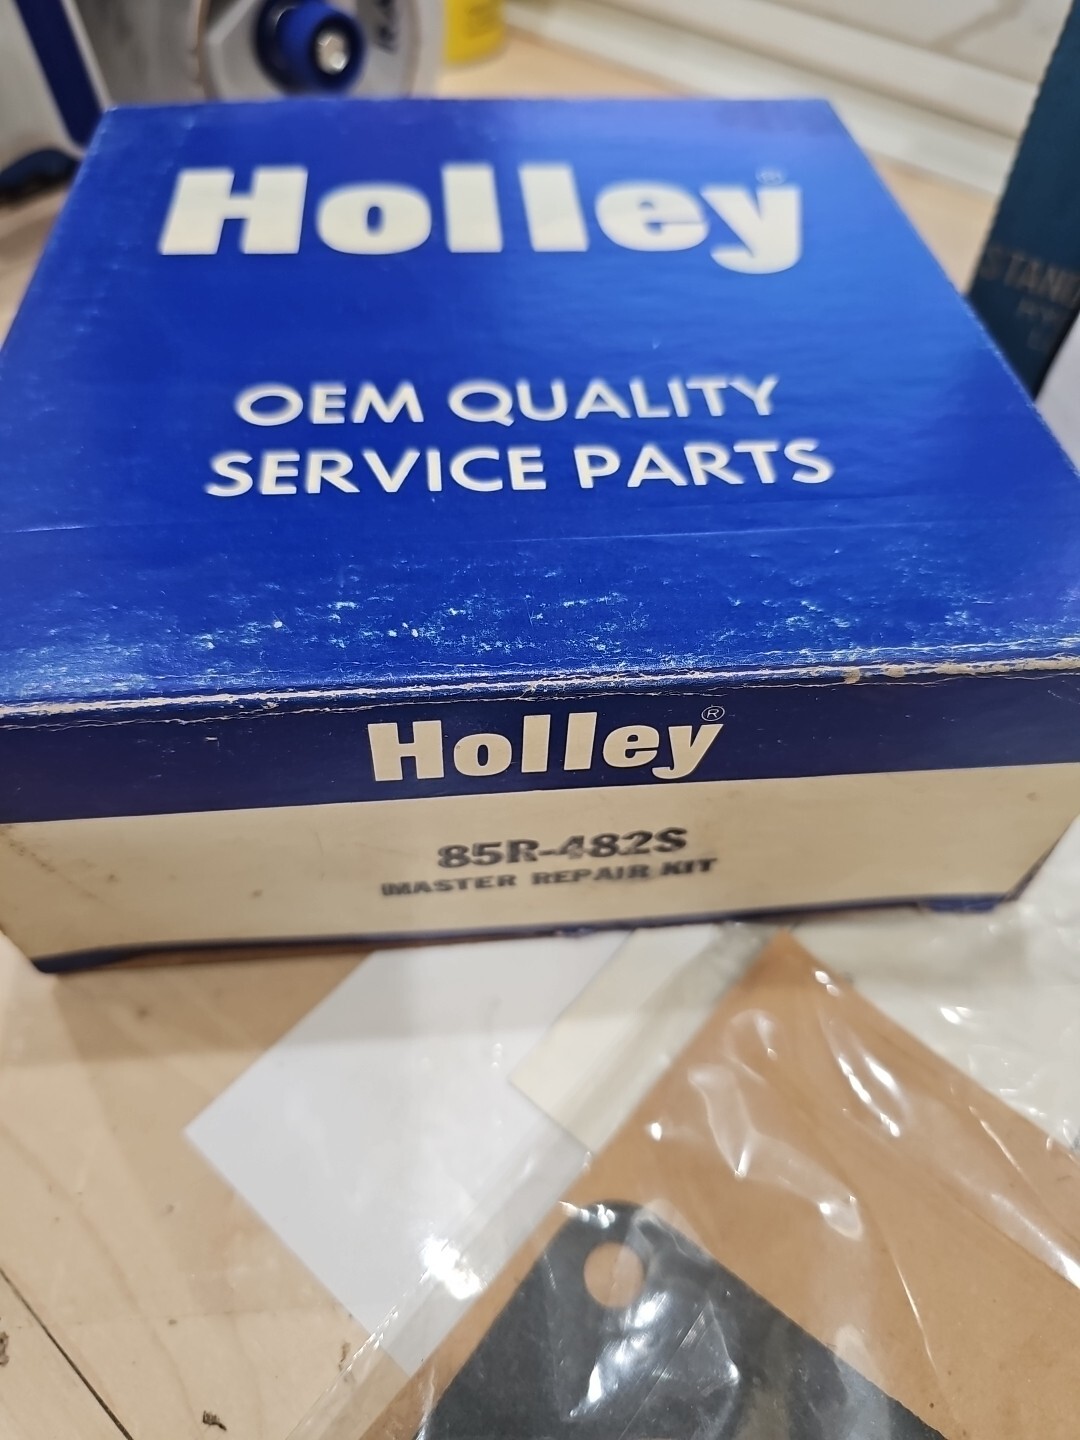 Holley®
OEM QUALITY
SERVICE PARTS
Holley®
85R-482S
MASTER REPAIR KIT